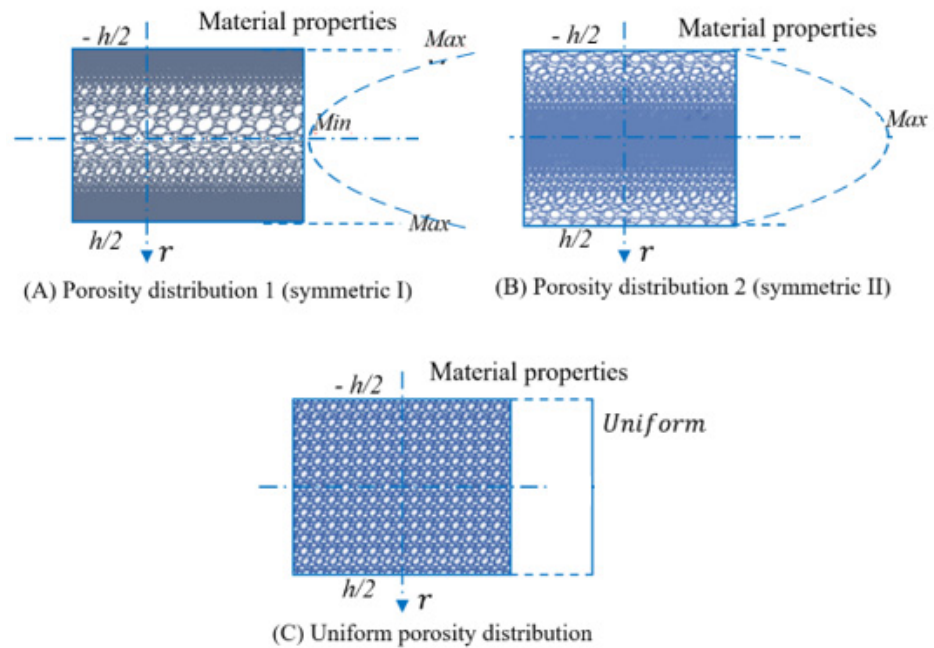 Material properties
- h/2
Max
Min
Max
h/2
r
(A) Porosity distribution 1 (symmetric I)
Material properties
- h/2
Max
h/2
r
(B) Porosity distribution 2 (symmetric II)
Material properties
- h/2
Uniform
h/2
r
(C) Uniform porosity distribution